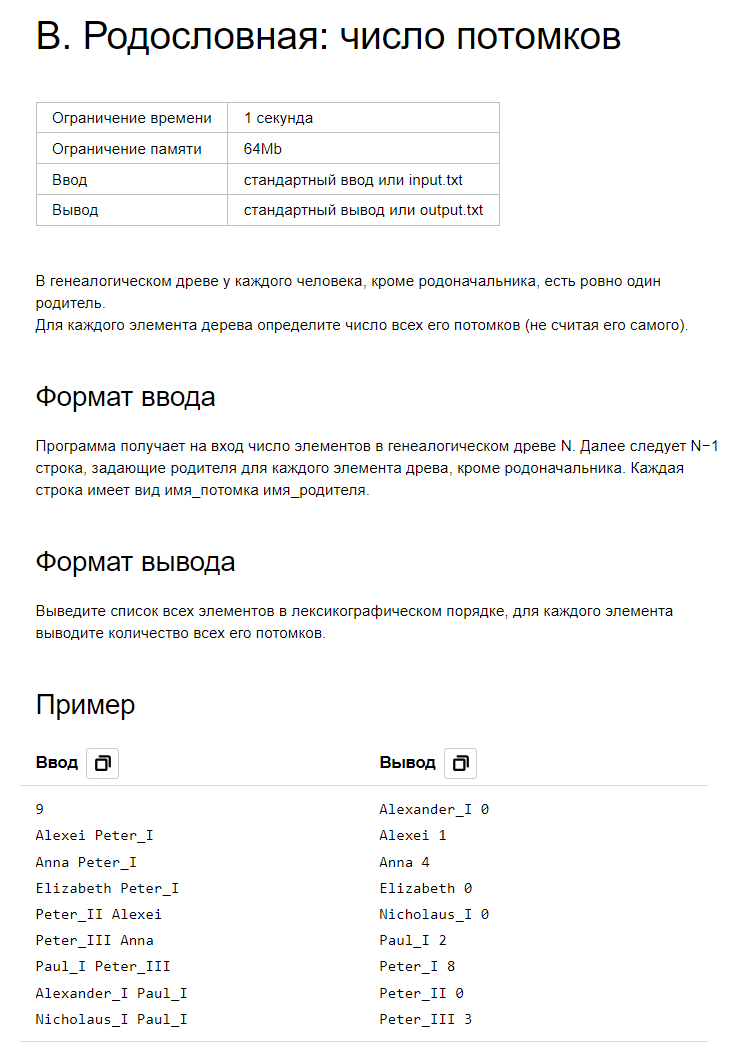 В. Родословная: число потомков
Ограничение времени 1 секунда
Ограничение памяти 64Mb
Ввод стандартный ввод или input.txt
Вывод стандартный вывод или output.txt
В генеалогическом древе у каждого человека, кроме родоначальника, есть ровно один
родитель.
Для каждого элемента дерева определите число всех его потомков (не считая его самого).
Формат ввода
Программа получает на вход число элементов в генеалогическом древе N. Далее следует N−1
строка, задающие родителя для каждого элемента древа, кроме родоначальника. Каждая
строка имеет вид имя_потомка имя_родителя.
Формат вывода
Выведите список всех элементов в лексикографическом порядке, для каждого элемента
выводите количество всех его потомков.
Пример
Ввод Вывод
9 Alexander_I 0
Alexei Peter_I Alexei 1
Anna Peter_I Anna 4
Elizabeth Peter_I Elizabeth 0
Peter_II Alexei Nicholaus_I 0
Peter_III Anna Paul_I 2
Paul_I Peter_III Peter_I 8
Alexander_I Paul_I Peter_II 0
Nicholaus_I Paul_I Peter_III 3